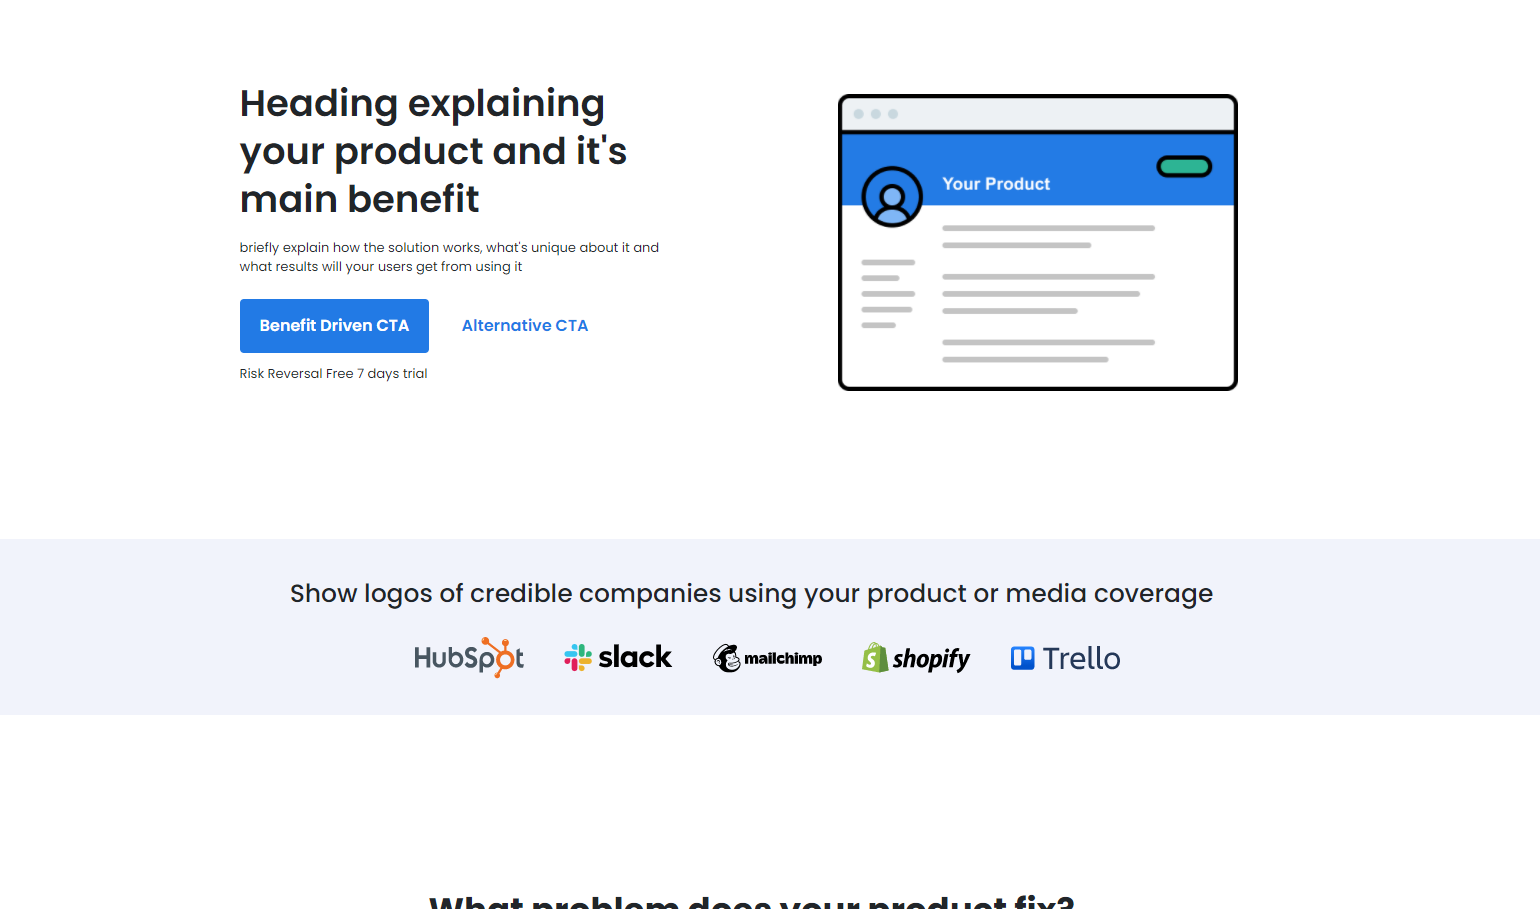 Heading explaining
your product and it's
main benefit
briefly explain how the solution works, what's unique about it and
what results will your users get from using it
Benefit Driven CTA
Alternative CTA
Risk Reversal Free 7 days trial
Your Product
Show logos of credible companies using your product or media coverage
HubSpot
slack
mailchimp
shopify
Trello
What problem does your product fix?